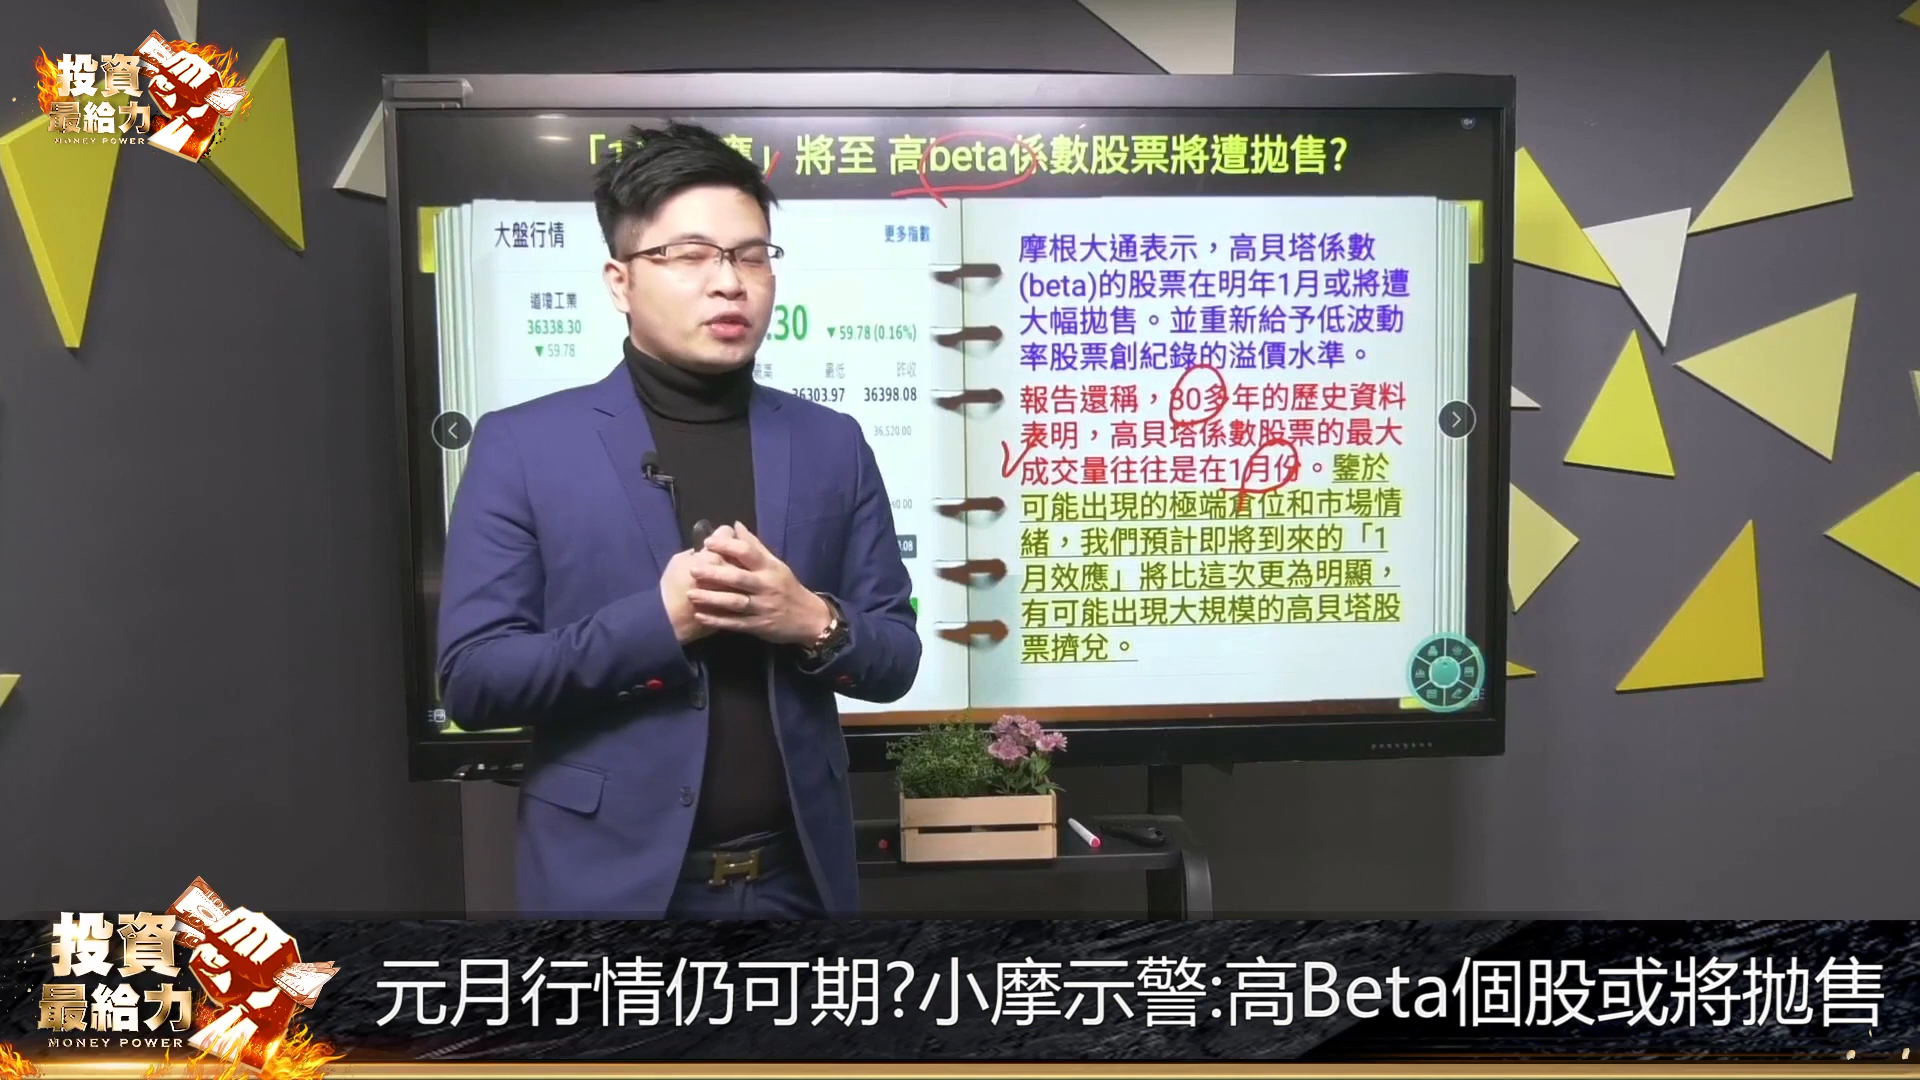 投資
最給力
MONEY POWER
將至 高beta係數股票將遭拋售?
大盤行情
更多指數
道瓊工業
36338.30
▼59.78
.30
▼59.78 (0.16%)
最低
昨收
36303.97
36398.08
36,520.00
摩根大通表示，高貝塔係數
(beta)的股票在明年1月或將遭
大幅拋售。並重新給予低波動
率股票創紀錄的溢價水準。
報告還稱，30多年的歷史資料
表明，高貝塔係數股票的最大
成交量往往是在1月份。鑒於
可能出現的極端倉位和市場情
緒，我們預計即將到來的「1
月效應」將比這次更為明顯，
有可能出現大規模的高貝塔股
票擠兌。
投資
最給力
MONEY POWER
元月行情仍可期?小摩示警:高Beta個股或將拋售